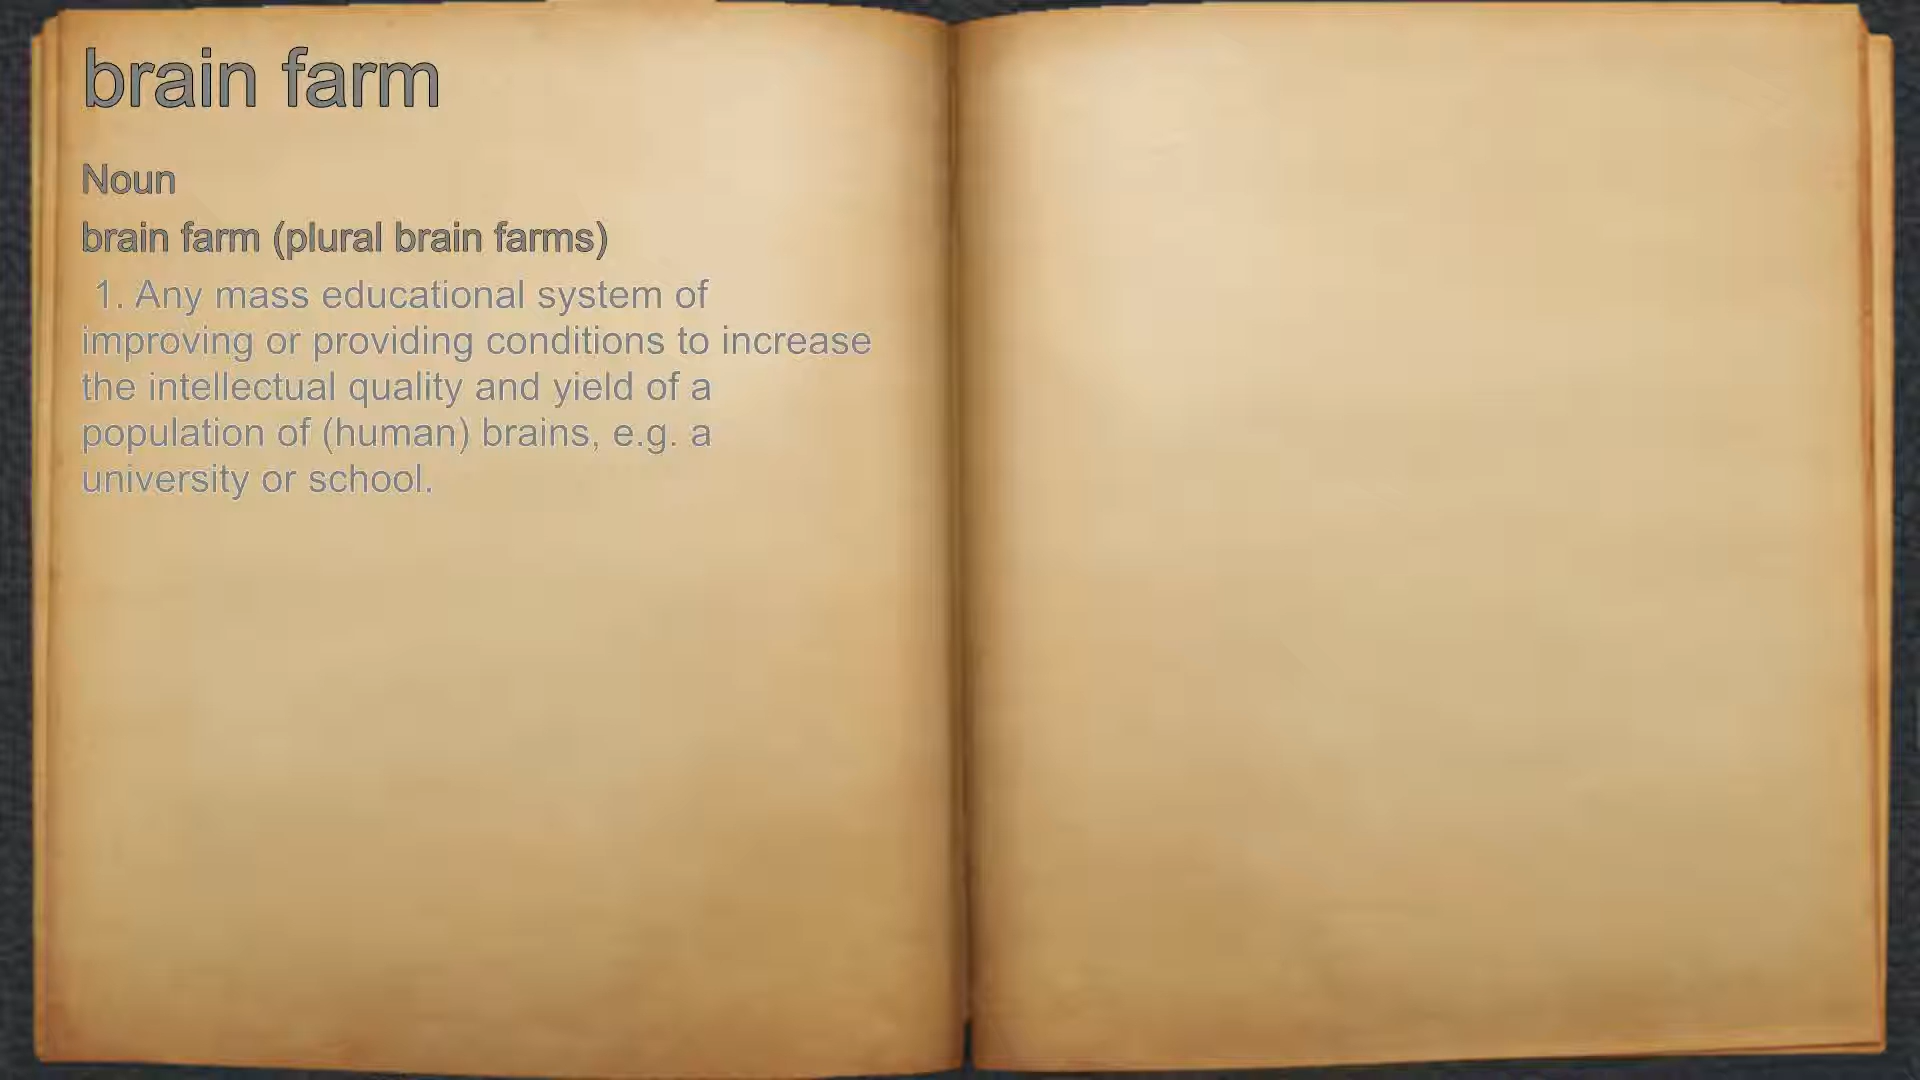 brain farm
Noun
brain farm (plural brain farms)
1. Any mass educational system of
improving or providing conditions to increase
the intellectual quality and yield of a
population of (human) brains, e.g. a
university or school.